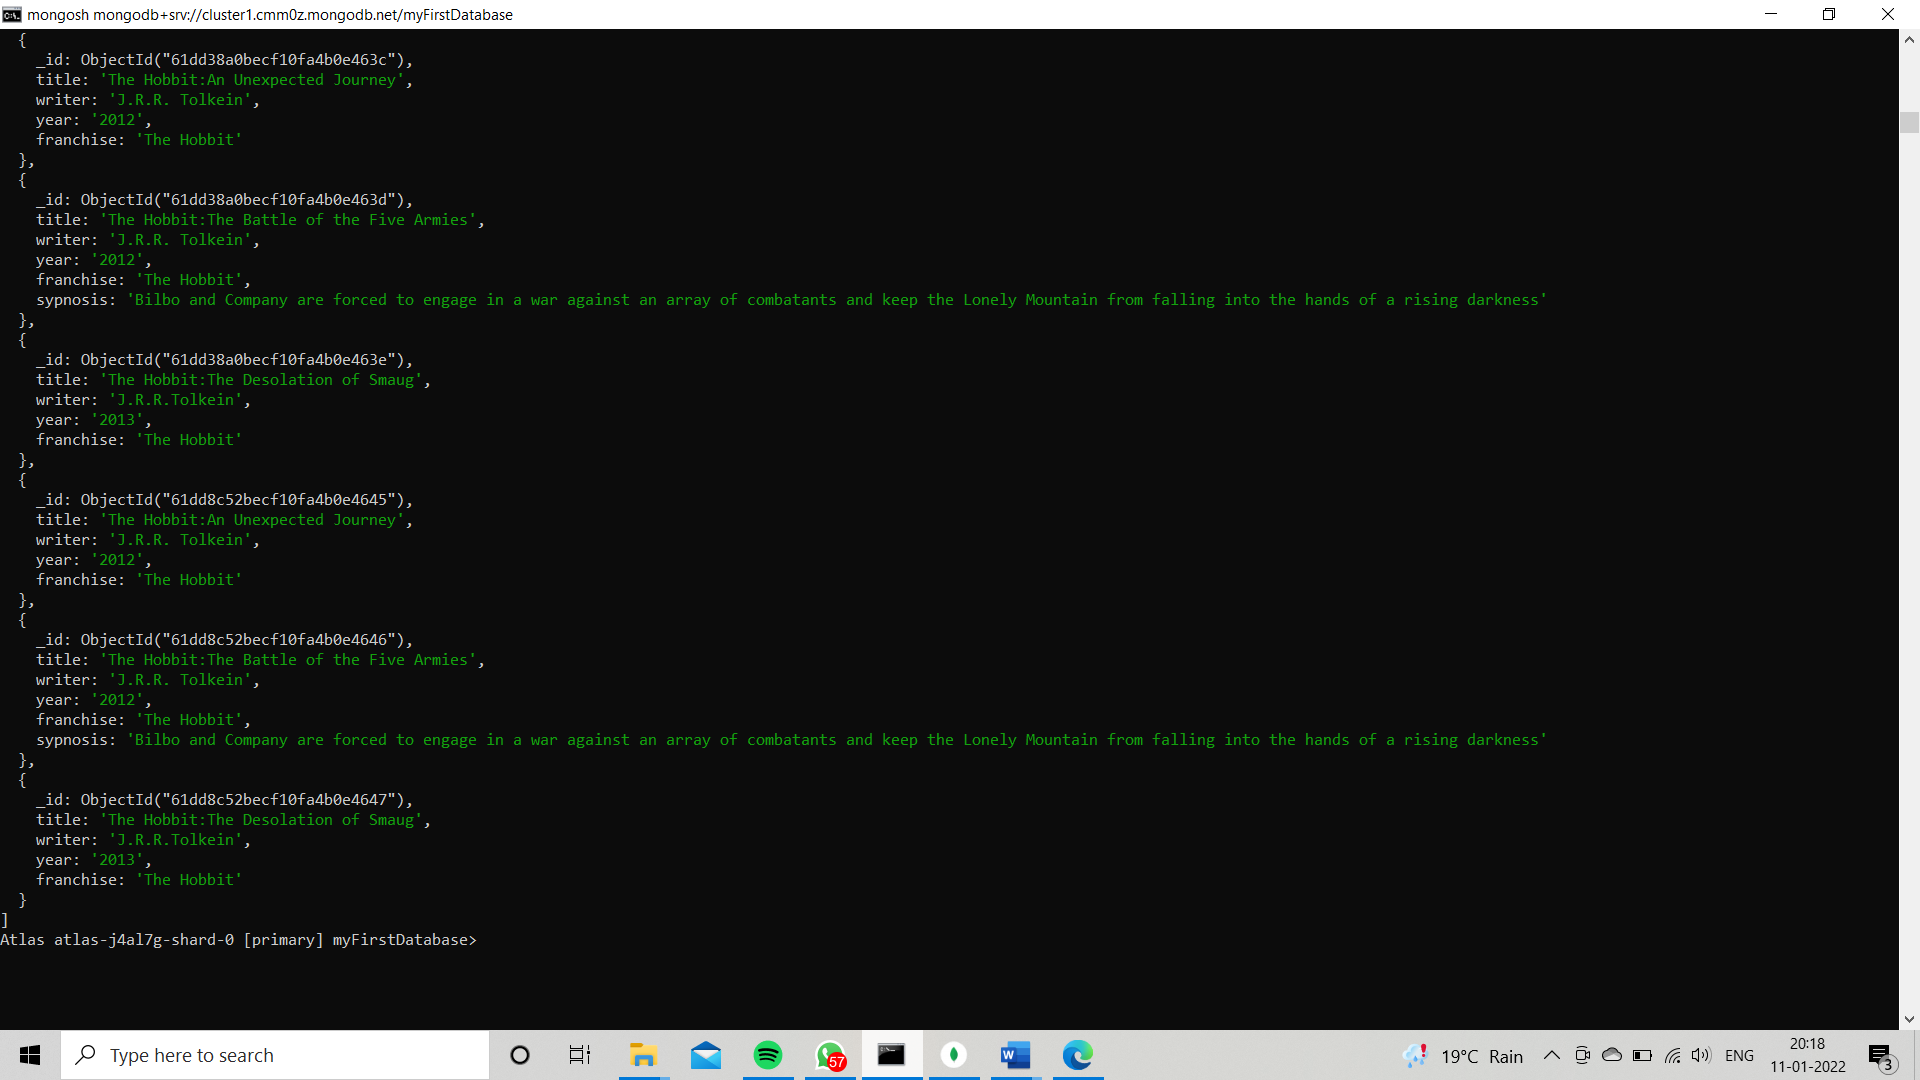 mongosh mongodb+srv://cluster1.cmm0z.mongodb.net/myFirstDatabase
{
_id: ObjectId("61dd38a0becf10fa4b0e463c"),
title: 'The Hobbit:An Unexpected Journey',
writer: 'J.R.R. Tolkein',
year: '2012',
franchise: 'The Hobbit'
},
{
_id: ObjectId("61dd38a0becf10fa4b0e463d"),
title: 'The Hobbit:The Battle of the Five Armies',
writer: 'J.R.R. Tolkein',
year: '2012',
franchise: 'The Hobbit',
sypnosis: 'Bilbo and Company are forced to engage in a war against an array of combatants and keep the Lonely Mountain from falling into the hands of a rising darkness'
},
{
_id: ObjectId("61dd38a0becf10fa4b0e463e"),
title: 'The Hobbit:The Desolation of Smaug',
writer: 'J.R.R.Tolkein',
year: '2013',
franchise: 'The Hobbit'
},
{
_id: ObjectId("61dd8c52becf10fa4b0e4645"),
title: 'The Hobbit:An Unexpected Journey',
writer: 'J.R.R. Tolkein',
year: '2012',
franchise: 'The Hobbit'
},
{
_id: ObjectId("61dd8c52becf10fa4b0e4646"),
title: 'The Hobbit:The Battle of the Five Armies',
writer: 'J.R.R. Tolkein',
year: '2012',
franchise: 'The Hobbit',
sypnosis: 'Bilbo and Company are forced to engage in a war against an array of combatants and keep the Lonely Mountain from falling into the hands of a rising darkness'
},
{
_id: ObjectId("61dd8c52becf10fa4b0e4647"),
title: 'The Hobbit:The Desolation of Smaug',
writer: 'J.R.R.Tolkein',
year: '2013',
franchise: 'The Hobbit'
}
]
Atlas atlas-j4al7g-shard-0 [primary] myFirstDatabase>
Type here to search
57
19°C Rain
ENG
20:18
11-01-2022
3